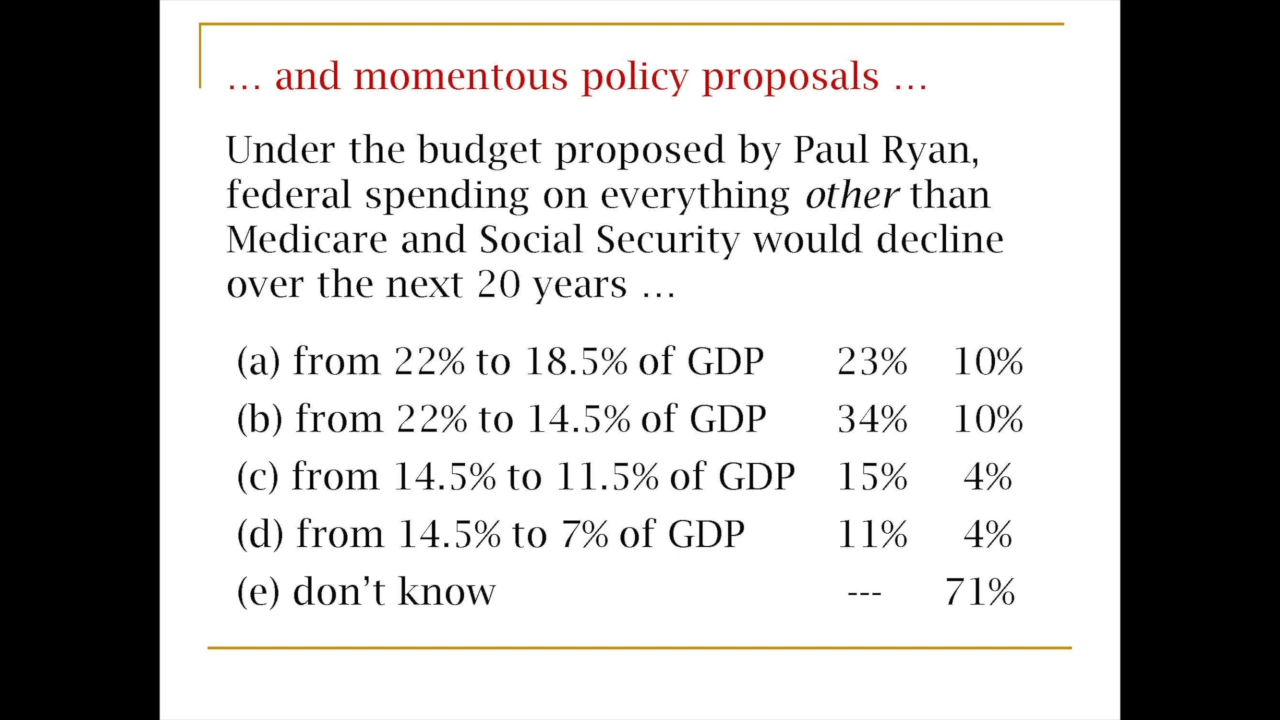 … and momentous policy proposals …
Under the budget proposed by Paul Ryan,
federal spending on everything other than
Medicare and Social Security would decline
over the next 20 years …
(a) from 22% to 18.5% of GDP 23% 10%
(b) from 22% to 14.5% of GDP 34% 10%
(c) from 14.5% to 11.5% of GDP 15% 4%
(d) from 14.5% to 7% of GDP 11% 4%
(e) don’t know --- 71%